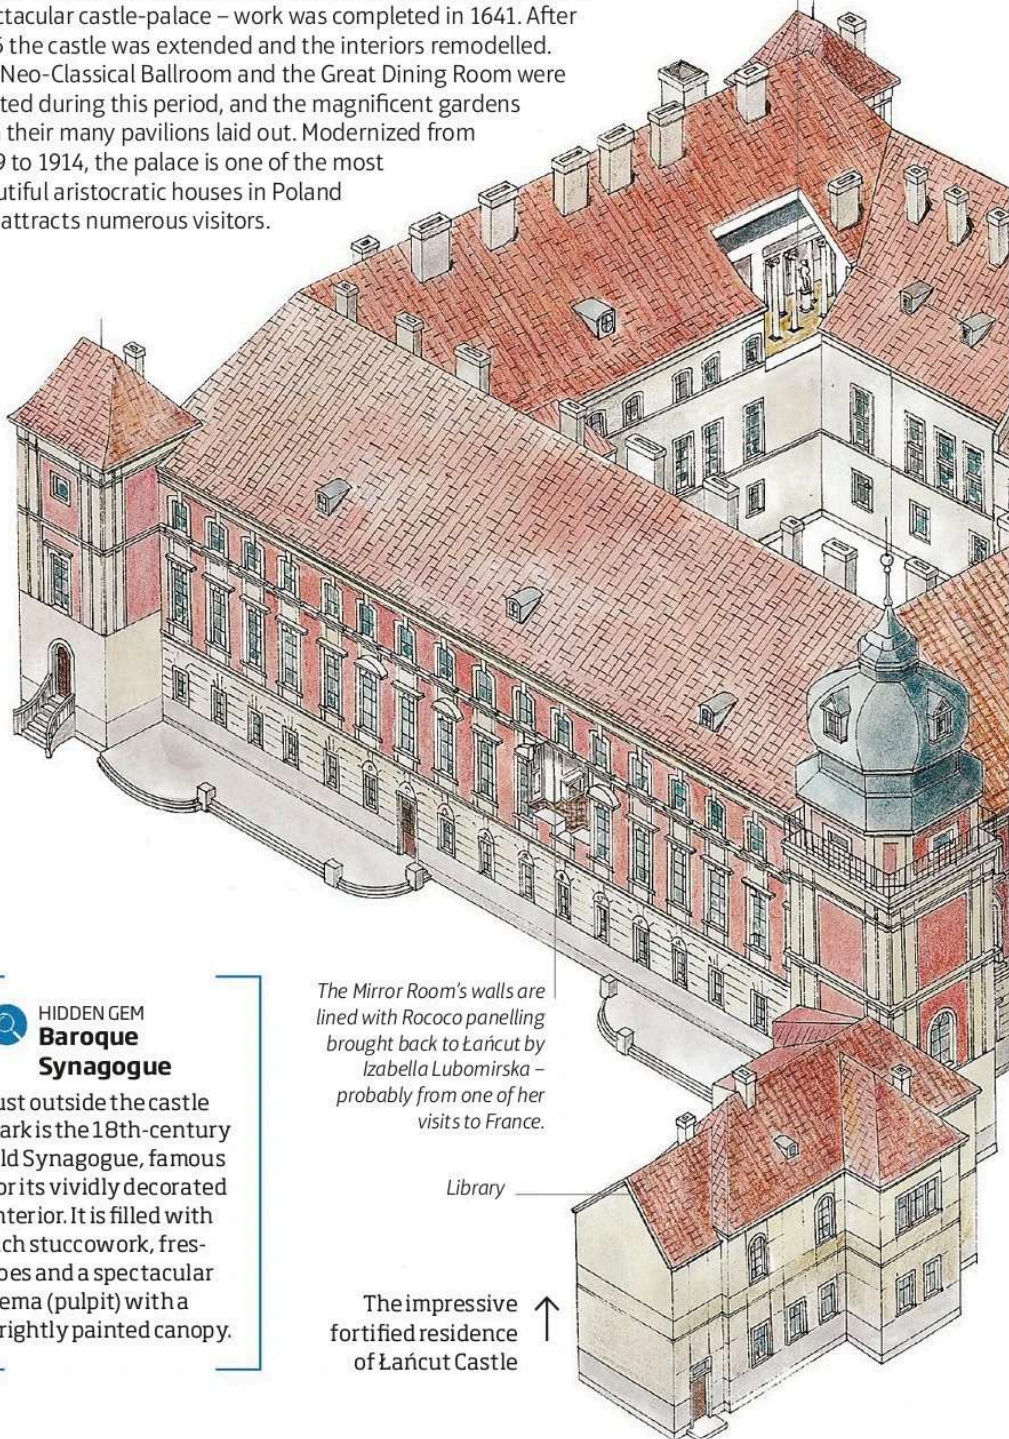 ctacular castle-palace – work was completed in 1641. After
the castle was extended and the interiors remodelled.
Neo-Classical Ballroom and the Great Dining Room were
ted during this period, and the magnificent gardens
their many pavilions laid out. Modernized from
9 to 1914, the palace is one of the most
utiful aristocratic houses in Poland
attracts numerous visitors.
The Mirror Room's walls are
lined with Rococo panelling
brought back to Łańcut by
Izabella Lubomirska –
probably from one of her
visits to France.
Library
The impressive
fortified residence
of Łańcut Castle
HIDDEN GEM
Baroque
Synagogue
ust outside the castle
ark is the 18th-century
ld Synagogue, famous
or its vividly decorated
nterior. It is filled with
ch stuccowork, fres-
oes and a spectacular
ema (pulpit) with a
rightly painted canopy.